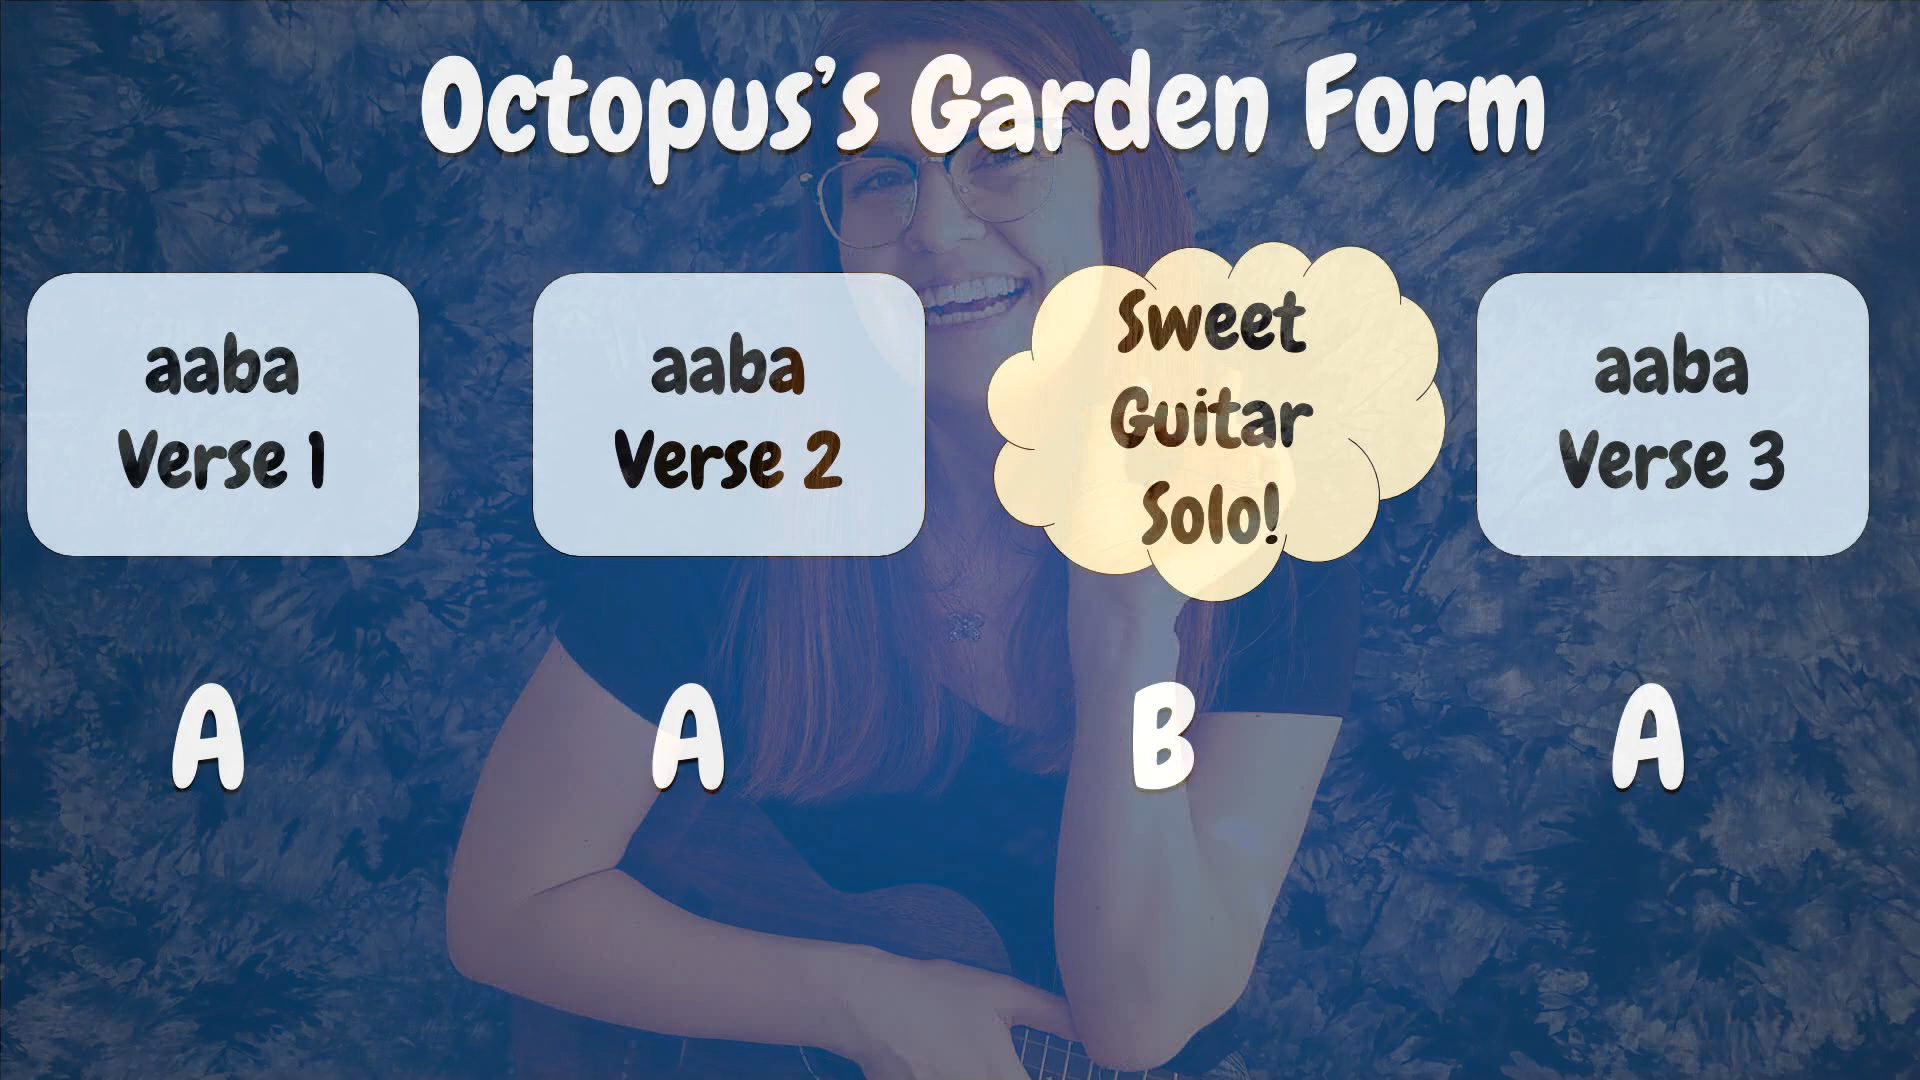 Octopus's Garden Form
aaba
Verse 1
aaba
Verse 2
Sweet
Guitar
Solo!
aaba
Verse 3
A
A
B
A